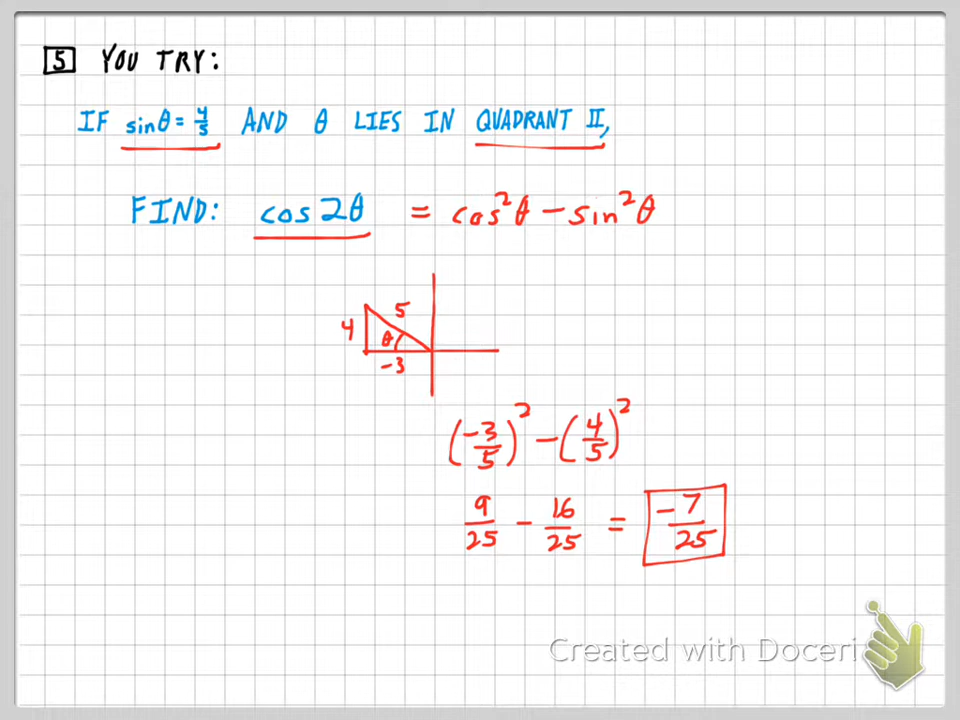 5 YOU TRY:
IF sinθ = 4/5 AND θ LIES IN QUADRANT II,
FIND: cos 2θ = cos²θ − sin²θ
5
4
θ
−3
(−3/5)² − (4/5)²
9/25 − 16/25 = −7/25
Created with Doceri